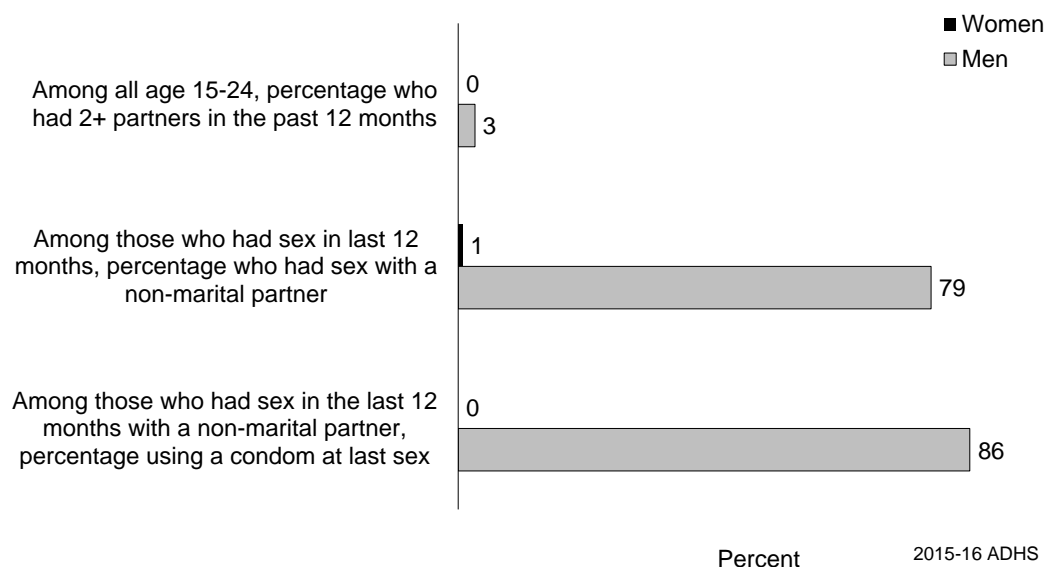 Women
Men
Among all age 15-24, percentage who
had 2+ partners in the past 12 months
0
3
Among those who had sex in last 12
months, percentage who had sex with a
non-marital partner
1
79
Among those who had sex in the last 12
months with a non-marital partner,
percentage using a condom at last sex
0
86
Percent
2015-16 ADHS